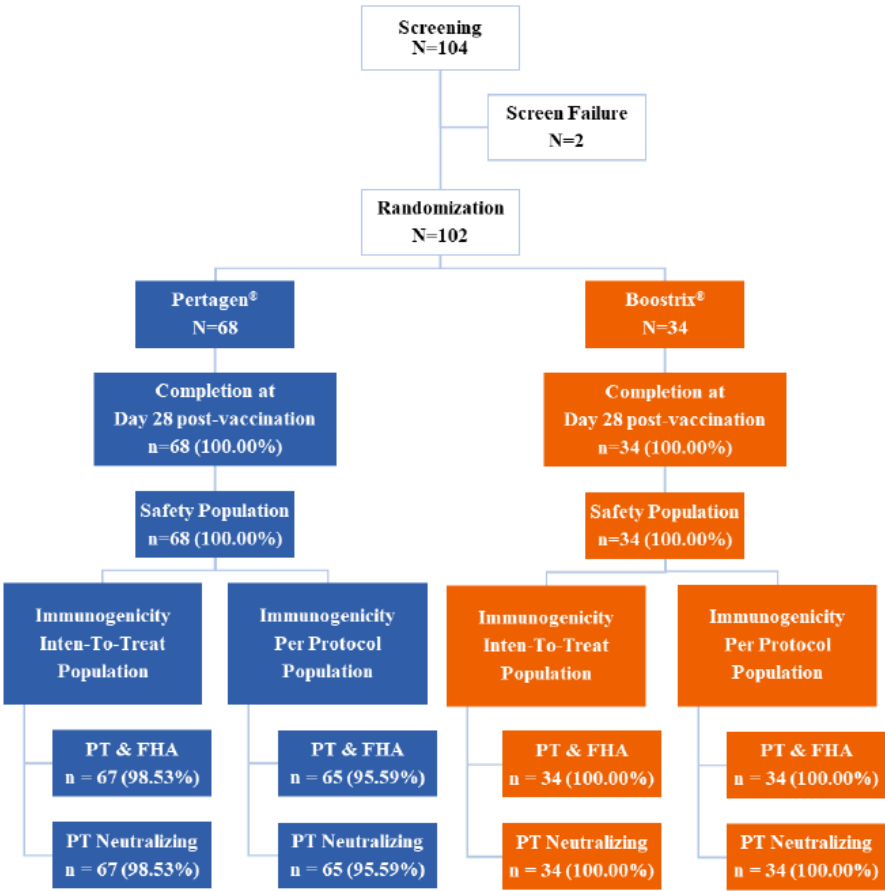 Screening
N=104
Screen Failure
N=2
Randomization
N=102
Pertagen®
N=68
Boostrix®
N=34
Completion at
Day 28 post-vaccination
n=68 (100.00%)
Completion at
Day 28 post-vaccination
n=34 (100.00%)
Safety Population
n=68 (100.00%)
Safety Population
n=34 (100.00%)
Immunogenicity
Inten-To-Treat
Population
Immunogenicity
Per Protocol
Population
Immunogenicity
Inten-To-Treat
Population
Immunogenicity
Per Protocol
Population
PT & FHA
n = 67 (98.53%)
PT & FHA
n = 65 (95.59%)
PT & FHA
n = 34 (100.00%)
PT & FHA
n = 34 (100.00%)
PT Neutralizing
n = 67 (98.53%)
PT Neutralizing
n = 65 (95.59%)
PT Neutralizing
n = 34 (100.00%)
PT Neutralizing
n = 34 (100.00%)